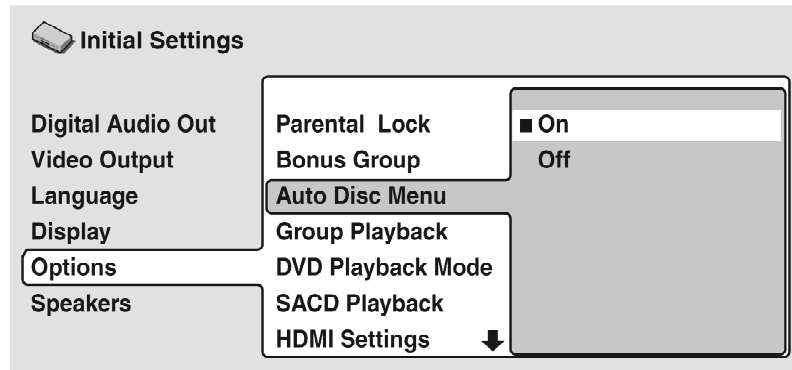 Initial Settings
Digital Audio Out
Video Output
Language
Display
Options
Speakers
Parental Lock
Bonus Group
Auto Disc Menu
Group Playback
DVD Playback Mode
SACD Playback
HDMI Settings
On
Off